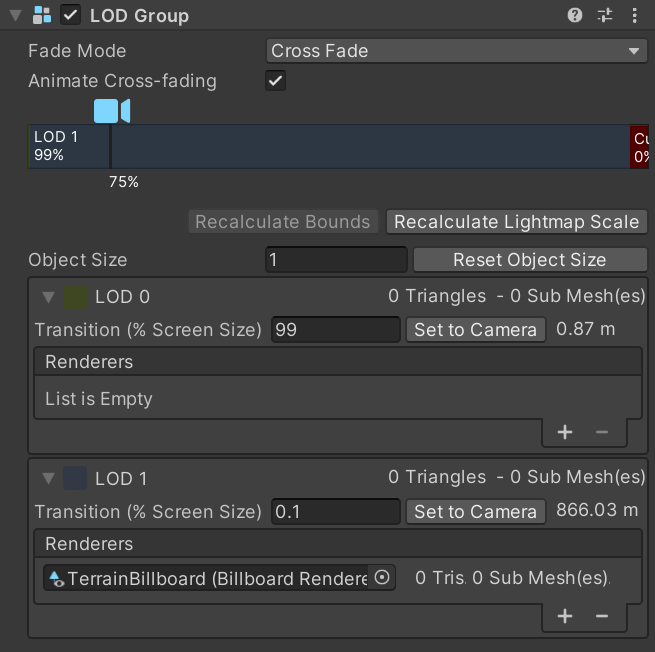 LOD Group
Fade Mode Cross Fade
Animate Cross-fading
LOD 1
99%
Cu
0%
75%
Recalculate Bounds Recalculate Lightmap Scale
Object Size 1 Reset Object Size
LOD 0 0 Triangles - 0 Sub Mesh(es)
Transition (% Screen Size) 99 Set to Camera 0.87 m
Renderers
List is Empty
LOD 1 0 Triangles - 0 Sub Mesh(es)
Transition (% Screen Size) 0.1 Set to Camera 866.03 m
Renderers
TerrainBillboard (Billboard Rendere 0 Tris. 0 Sub Mesh(es).